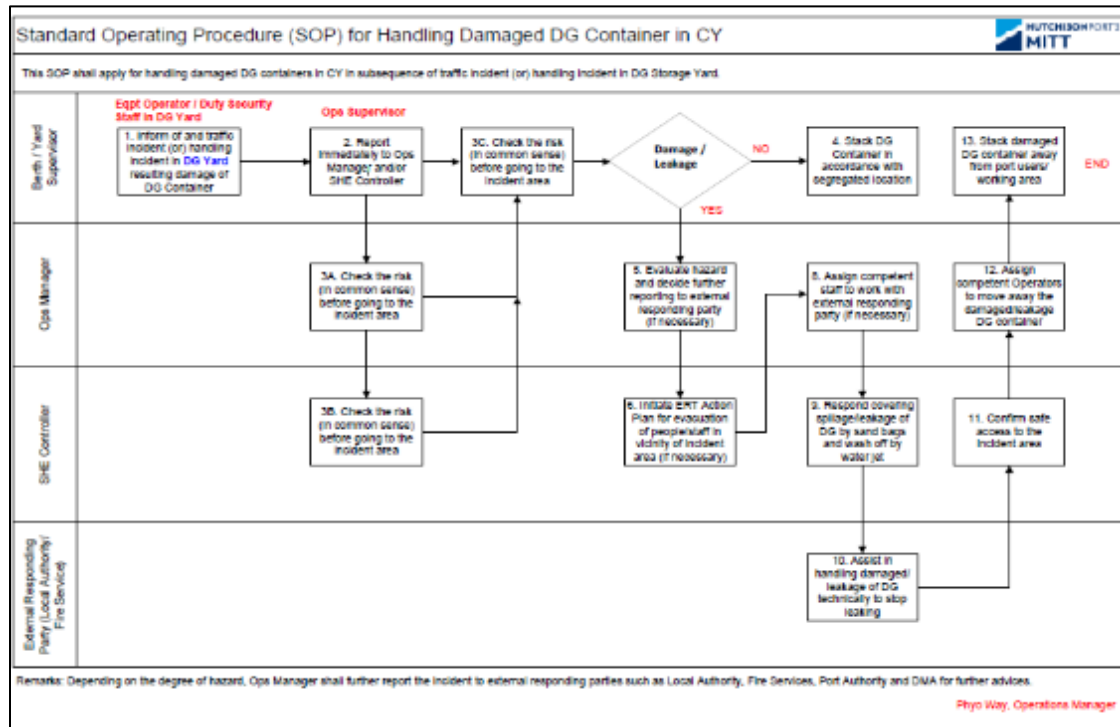 Standard Operating Procedure (SOP) for Handling Damaged DG Container in CY
HUTCHISON PORTS
MITT
This SOP shall apply for handling damaged DG containers in CY in subsequence of traffic incident (or) handling incident in DG Storage Yard.
Berth / Yard
Supervisor
Eqpt Operator / Duty Security
Staff in DG Yard
1. Inform of and traffic
incident (or) handling
incident in DG Yard
resulting damage of
DG Container
Ops Supervisor
2. Report
immediately to Ops
Manager and/or
SHE Controller
3C. Check the risk
(in common sense)
before going to the
incident area
Damage /
Leakage
NO
YES
4. Stack DG
Container in
accordance with
segregated location
13. Stack damaged
DG container away
from port users/
working area
END
Ops Manager
3A. Check the risk
(in common sense)
before going to the
incident area
5. Evaluate hazard
and decide further
reporting to external
responding party
(if necessary)
8. Assign competent
staff to work with
external responding
party (if necessary)
12. Assign
competent Operators
to move away the
damaged/leakage
DG container
SHE Controller
3B. Check the risk
(in common sense)
before going to the
incident area
6. Initiate ERT Action
Plan for evacuation of
people/staff in
vicinity of incident
area (if necessary)
9. Respond covering
spillage/leakage of
DG by sand bags
and wash off by
water jet
11. Confirm safe
access to the
incident area
External Responding
Party (Local Authority/
Fire Service)
10. Assist in
handling damaged/
leakage of DG
technically to stop
leaking
Remarks: Depending on the degree of hazard, Ops Manager shall further report the incident to external responding parties such as Local Authority, Fire Services, Port Authority and DMA for further advices.
Phyo Way, Operations Manager